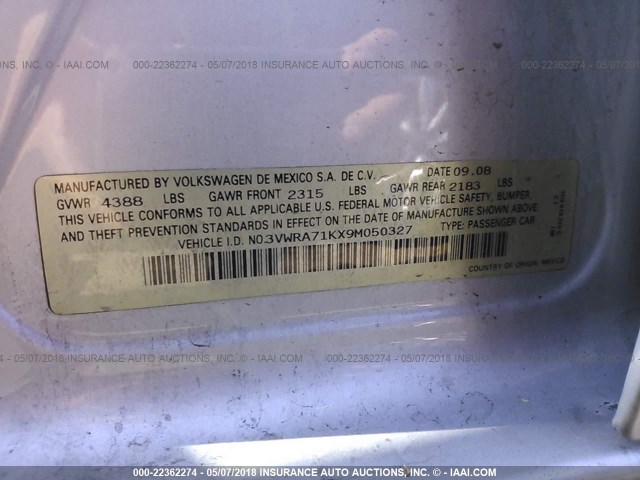 000-22362274 - 05/07/2018 INSURANCE AUTO AUCTIONS - © - IAAI.COM
MANUFACTURED BY VOLKSWAGEN DE MEXICO S.A. DE C.V. DATE 09.08
GVWR 4388 LBS GAWR FRONT 2315 LBS GAWR REAR 2183 LBS
THIS VEHICLE CONFORMS TO ALL APPLICABLE U.S. FEDERAL MOTOR VEHICLE SAFETY, BUMPER,
AND THEFT PREVENTION STANDARDS IN EFFECT ON THE DATE OF MANUFACTURE SHOWN ABOVE
VEHICLE I.D. NO. 3VWRA71KX9M050327 TYPE: PASSENGER CAR
COUNTRY OF ORIGIN: MEXICO
000-22362274 - 05/07/2018 INSURANCE AUTO AUCTIONS - © - IAAI.COM
000-22362274 - 05/07/2018 INSURANCE AUTO AUCTIONS - © - IAAI.COM